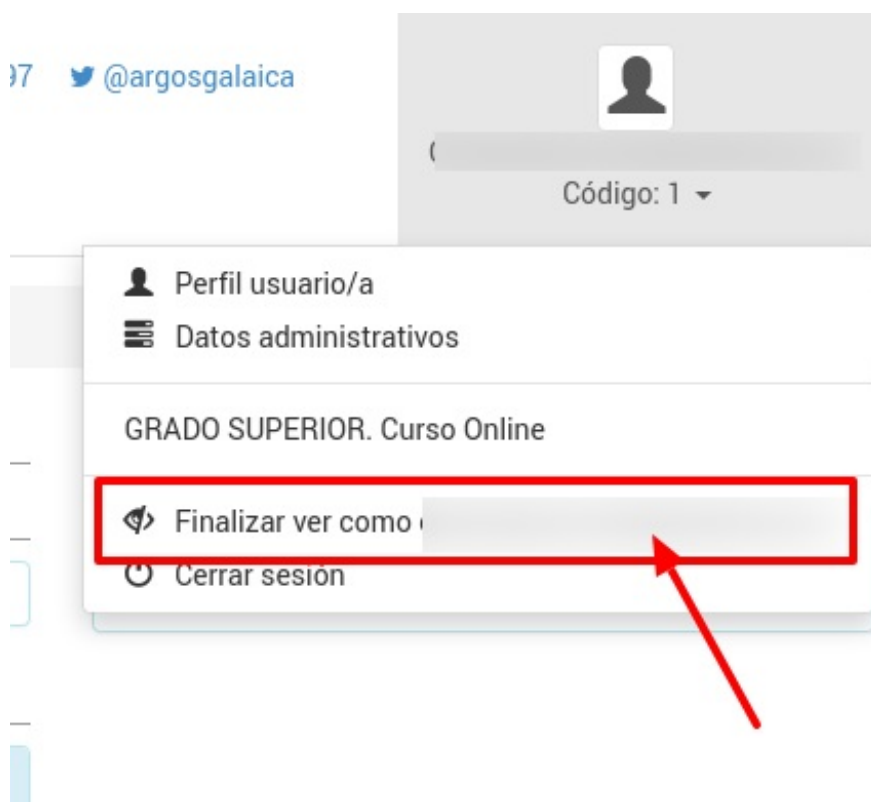 97 @argosgalaica
Código: 1
Perfil usuario/a
Datos administrativos
GRADO SUPERIOR. Curso Online
Finalizar ver como
Cerrar sesión